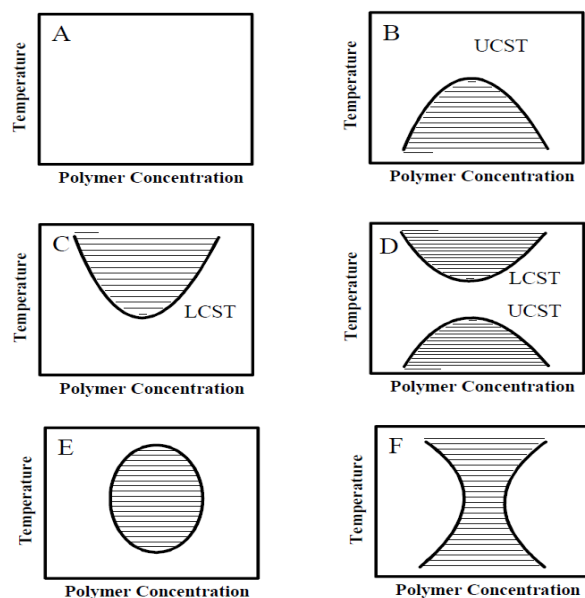 A
Temperature
Polymer Concentration
B
UCST
Temperature
Polymer Concentration
C
LCST
Temperature
Polymer Concentration
D
LCST
UCST
Temperature
Polymer Concentration
E
Temperature
Polymer Concentration
F
Temperature
Polymer Concentration